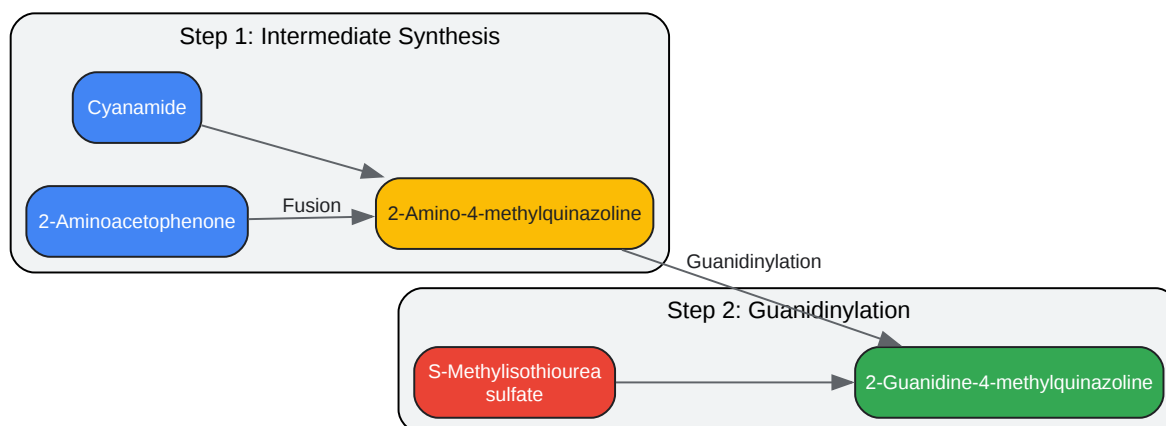 Step 1: Intermediate Synthesis
Cyanamide
2-Aminoacetophenone
Fusion
2-Amino-4-methylquinazoline
Guanidinylation
Step 2: Guanidinylation
S-Methylisothiourea
sulfate
2-Guanidine-4-methylquinazoline